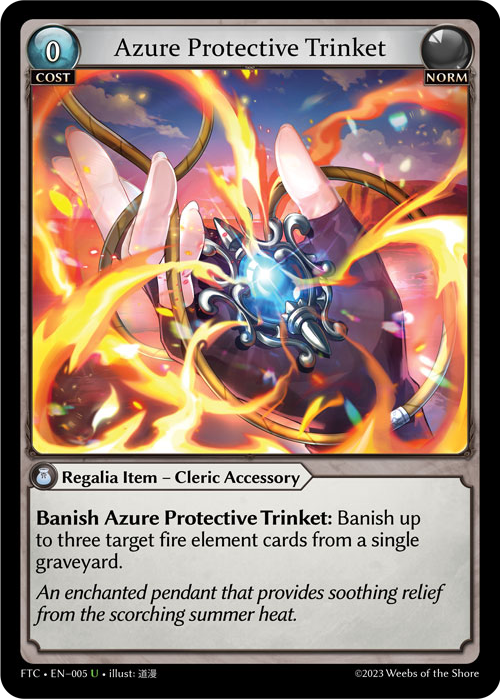 0
Azure Protective Trinket
COST
NORM
Regalia Item – Cleric Accessory
Banish Azure Protective Trinket: Banish up
to three target fire element cards from a single
graveyard.
An enchanted pendant that provides soothing relief
from the scorching summer heat.
FTC • EN–005 U • illust: 道漫
©2023 Weebs of the Shore